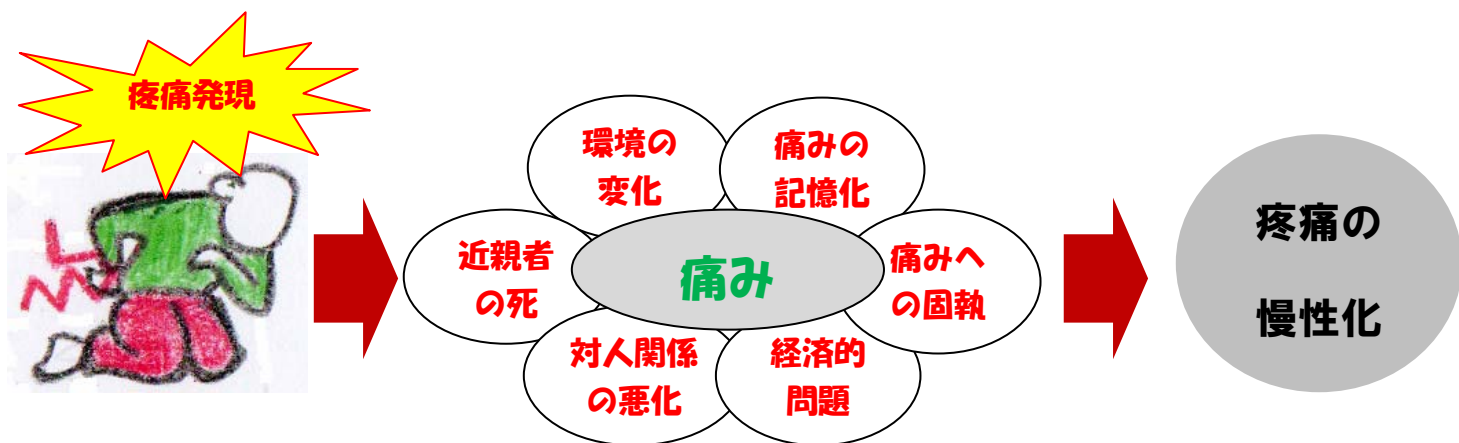 疼痛発現
環境の
変化
痛みの
記憶化
近親者
の死
痛み
痛みへ
の固執
対人関係
の悪化
経済的
問題
疼痛の
慢性化